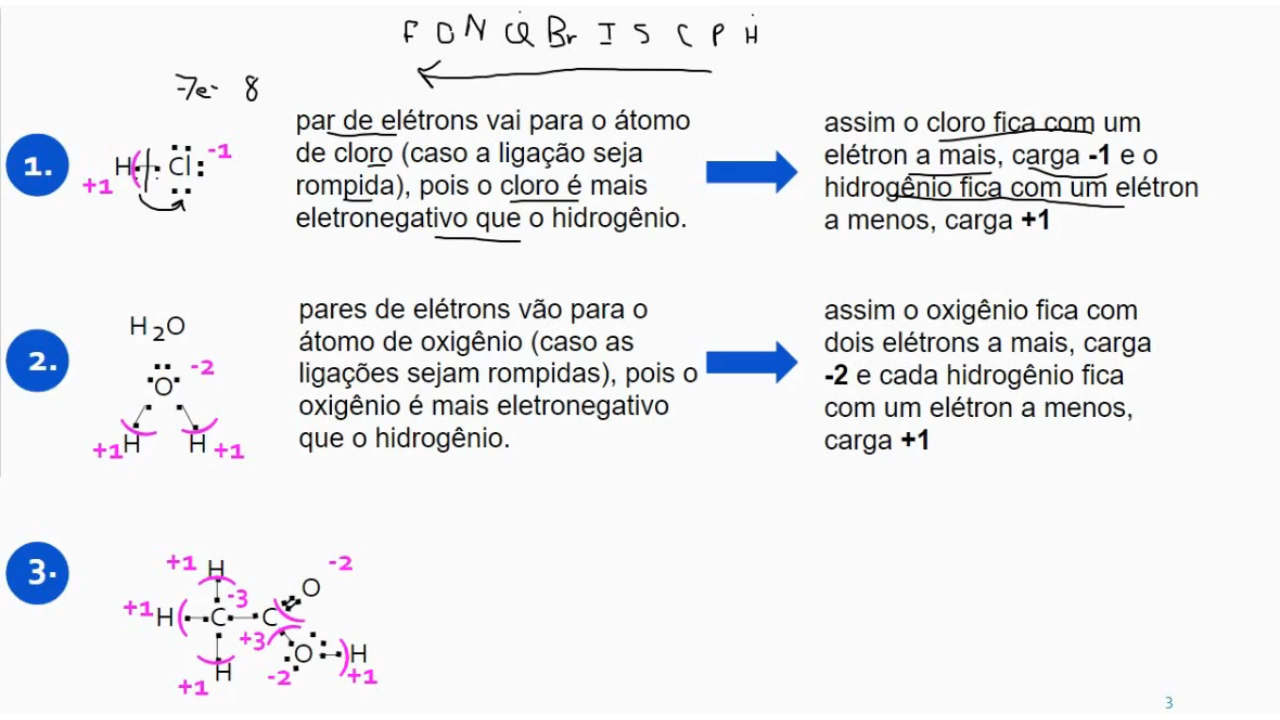 F O N Cl Br I S C P H
7e- 8
1.
H Cl -1
+1
par de elétrons vai para o átomo
de cloro (caso a ligação seja
rompida), pois o cloro é mais
eletronegativo que o hidrogênio.
assim o cloro fica com um
elétron a mais, carga -1 e o
hidrogênio fica com um elétron
a menos, carga +1
2.
H2O
-2
O
+1 H H +1
pares de elétrons vão para o
átomo de oxigênio (caso as
ligações sejam rompidas), pois o
oxigênio é mais eletronegativo
que o hidrogênio.
assim o oxigênio fica com
dois elétrons a mais, carga
-2 e cada hidrogênio fica
com um elétron a menos,
carga +1
3.
+1 H -2
-3 O
+1 H C C
+3
O H
+1 H -2 +1
3